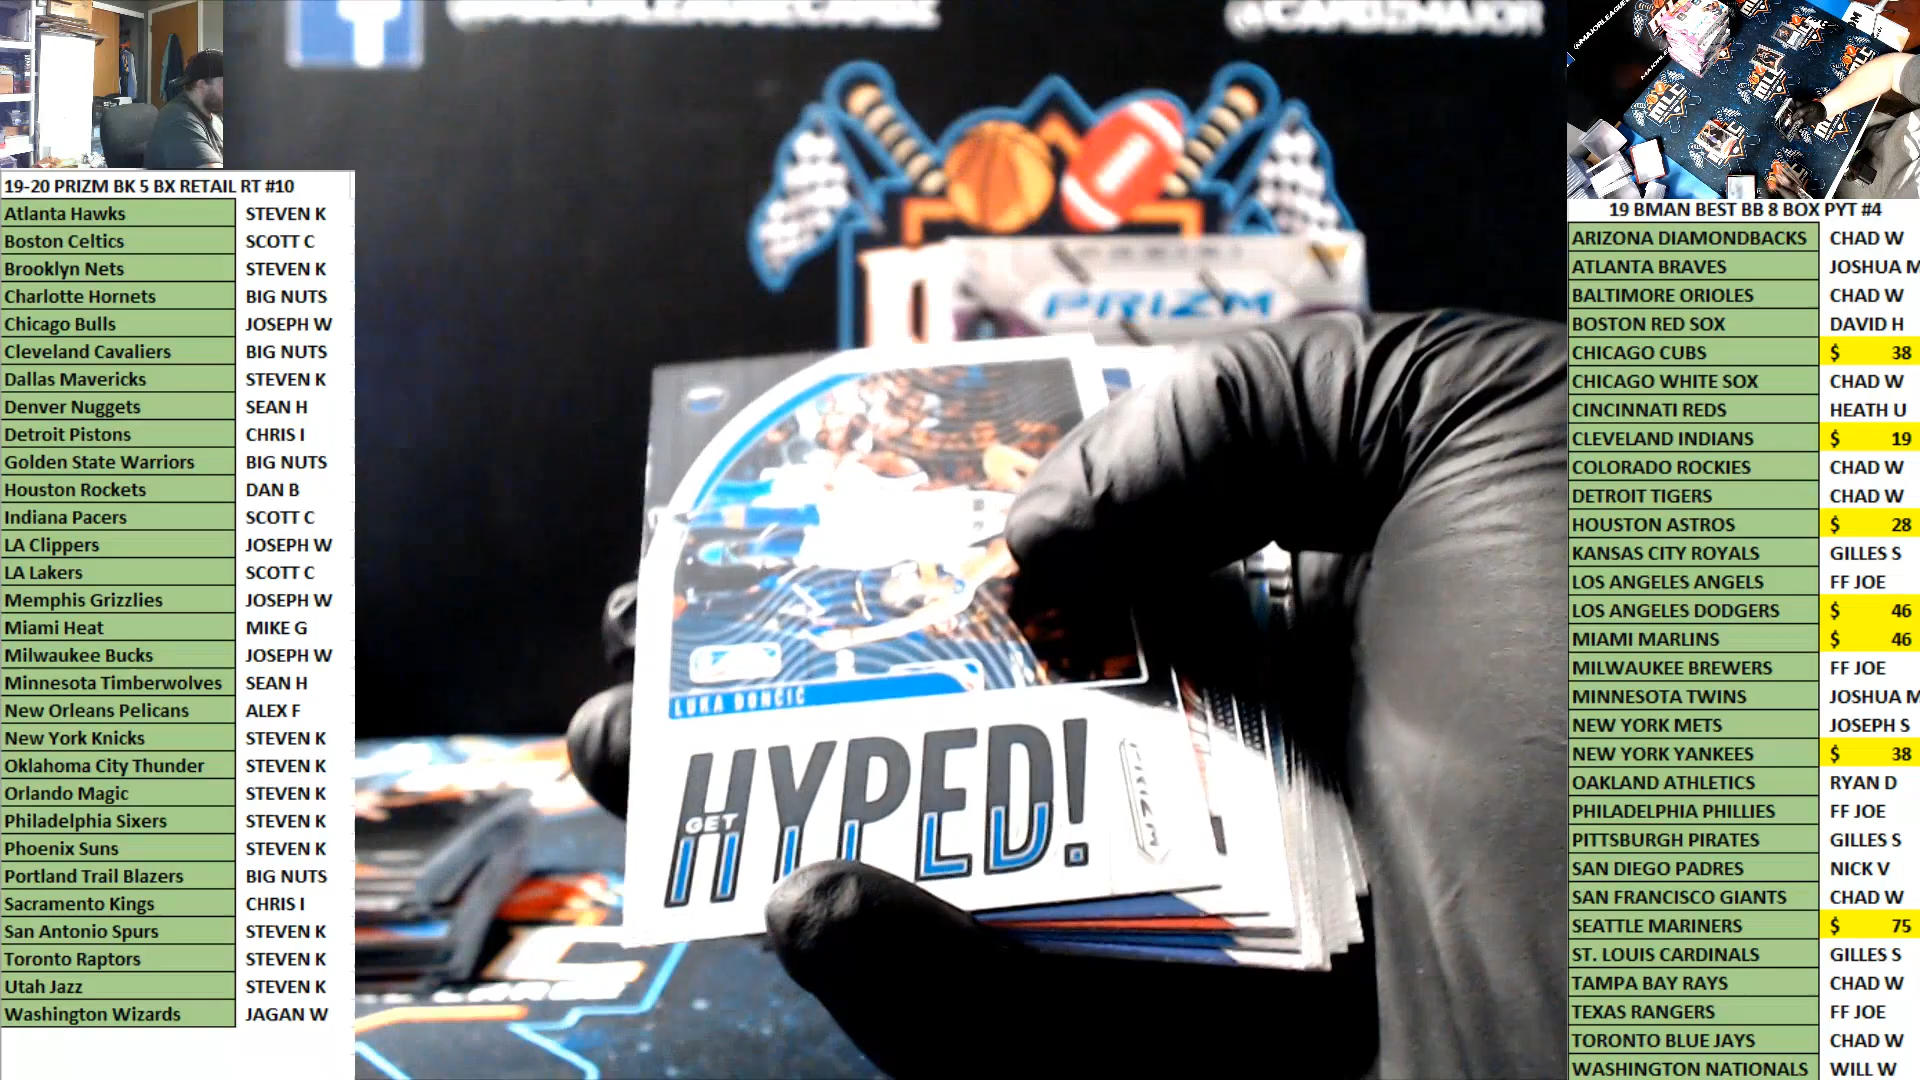 @CARDZMAJOR
19-20 PRIZM BK 5 BX RETAIL RT #10
Atlanta Hawks STEVEN K
Boston Celtics SCOTT C
Brooklyn Nets STEVEN K
Charlotte Hornets BIG NUTS
Chicago Bulls JOSEPH W
Cleveland Cavaliers BIG NUTS
Dallas Mavericks STEVEN K
Denver Nuggets SEAN H
Detroit Pistons CHRIS I
Golden State Warriors BIG NUTS
Houston Rockets DAN B
Indiana Pacers SCOTT C
LA Clippers JOSEPH W
LA Lakers SCOTT C
Memphis Grizzlies JOSEPH W
Miami Heat MIKE G
Milwaukee Bucks JOSEPH W
Minnesota Timberwolves SEAN H
New Orleans Pelicans ALEX F
New York Knicks STEVEN K
Oklahoma City Thunder STEVEN K
Orlando Magic STEVEN K
Philadelphia Sixers STEVEN K
Phoenix Suns STEVEN K
Portland Trail Blazers BIG NUTS
Sacramento Kings CHRIS I
San Antonio Spurs STEVEN K
Toronto Raptors STEVEN K
Utah Jazz STEVEN K
Washington Wizards JAGAN W
PANINI
PRIZM
LUKA DONČIĆ
GET
HYPED!
PRIZM
19 BMAN BEST BB 8 BOX PYT #4
ARIZONA DIAMONDBACKS CHAD W
ATLANTA BRAVES JOSHUA M
BALTIMORE ORIOLES CHAD W
BOSTON RED SOX DAVID H
CHICAGO CUBS $ 38
CHICAGO WHITE SOX CHAD W
CINCINNATI REDS HEATH U
CLEVELAND INDIANS $ 19
COLORADO ROCKIES CHAD W
DETROIT TIGERS CHAD W
HOUSTON ASTROS $ 28
KANSAS CITY ROYALS GILLES S
LOS ANGELES ANGELS FF JOE
LOS ANGELES DODGERS $ 46
MIAMI MARLINS $ 46
MILWAUKEE BREWERS FF JOE
MINNESOTA TWINS JOSHUA M
NEW YORK METS JOSEPH S
NEW YORK YANKEES $ 38
OAKLAND ATHLETICS RYAN D
PHILADELPHIA PHILLIES FF JOE
PITTSBURGH PIRATES GILLES S
SAN DIEGO PADRES NICK V
SAN FRANCISCO GIANTS CHAD W
SEATTLE MARINERS $ 75
ST. LOUIS CARDINALS GILLES S
TAMPA BAY RAYS CHAD W
TEXAS RANGERS FF JOE
TORONTO BLUE JAYS CHAD W
WASHINGTON NATIONALS WILL W